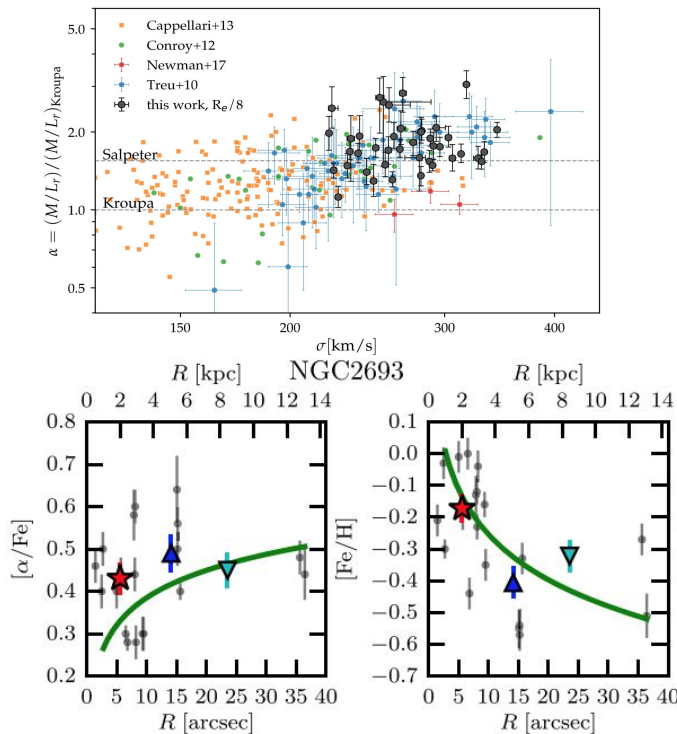 5.0
2.0
1.0
0.5
α = (M/L_r)/(M/L_r)_Kroupa
Cappellari+13
Conroy+12
Newman+17
Treu+10
this work, R_e/8
Salpeter
Kroupa
150 200 300 400
σ[km/s]
NGC2693
R [kpc]
0 2 4 6 8 10 12 14
0.8
0.7
0.6
0.5
0.4
0.3
0.2
[α/Fe]
0 5 10 15 20 25 30 35 40
R [arcsec]
R [kpc]
0 2 4 6 8 10 12 14
0.1
0.0
−0.1
−0.2
−0.3
−0.4
−0.5
−0.6
−0.7
[Fe/H]
0 5 10 15 20 25 30 35 40
R [arcsec]